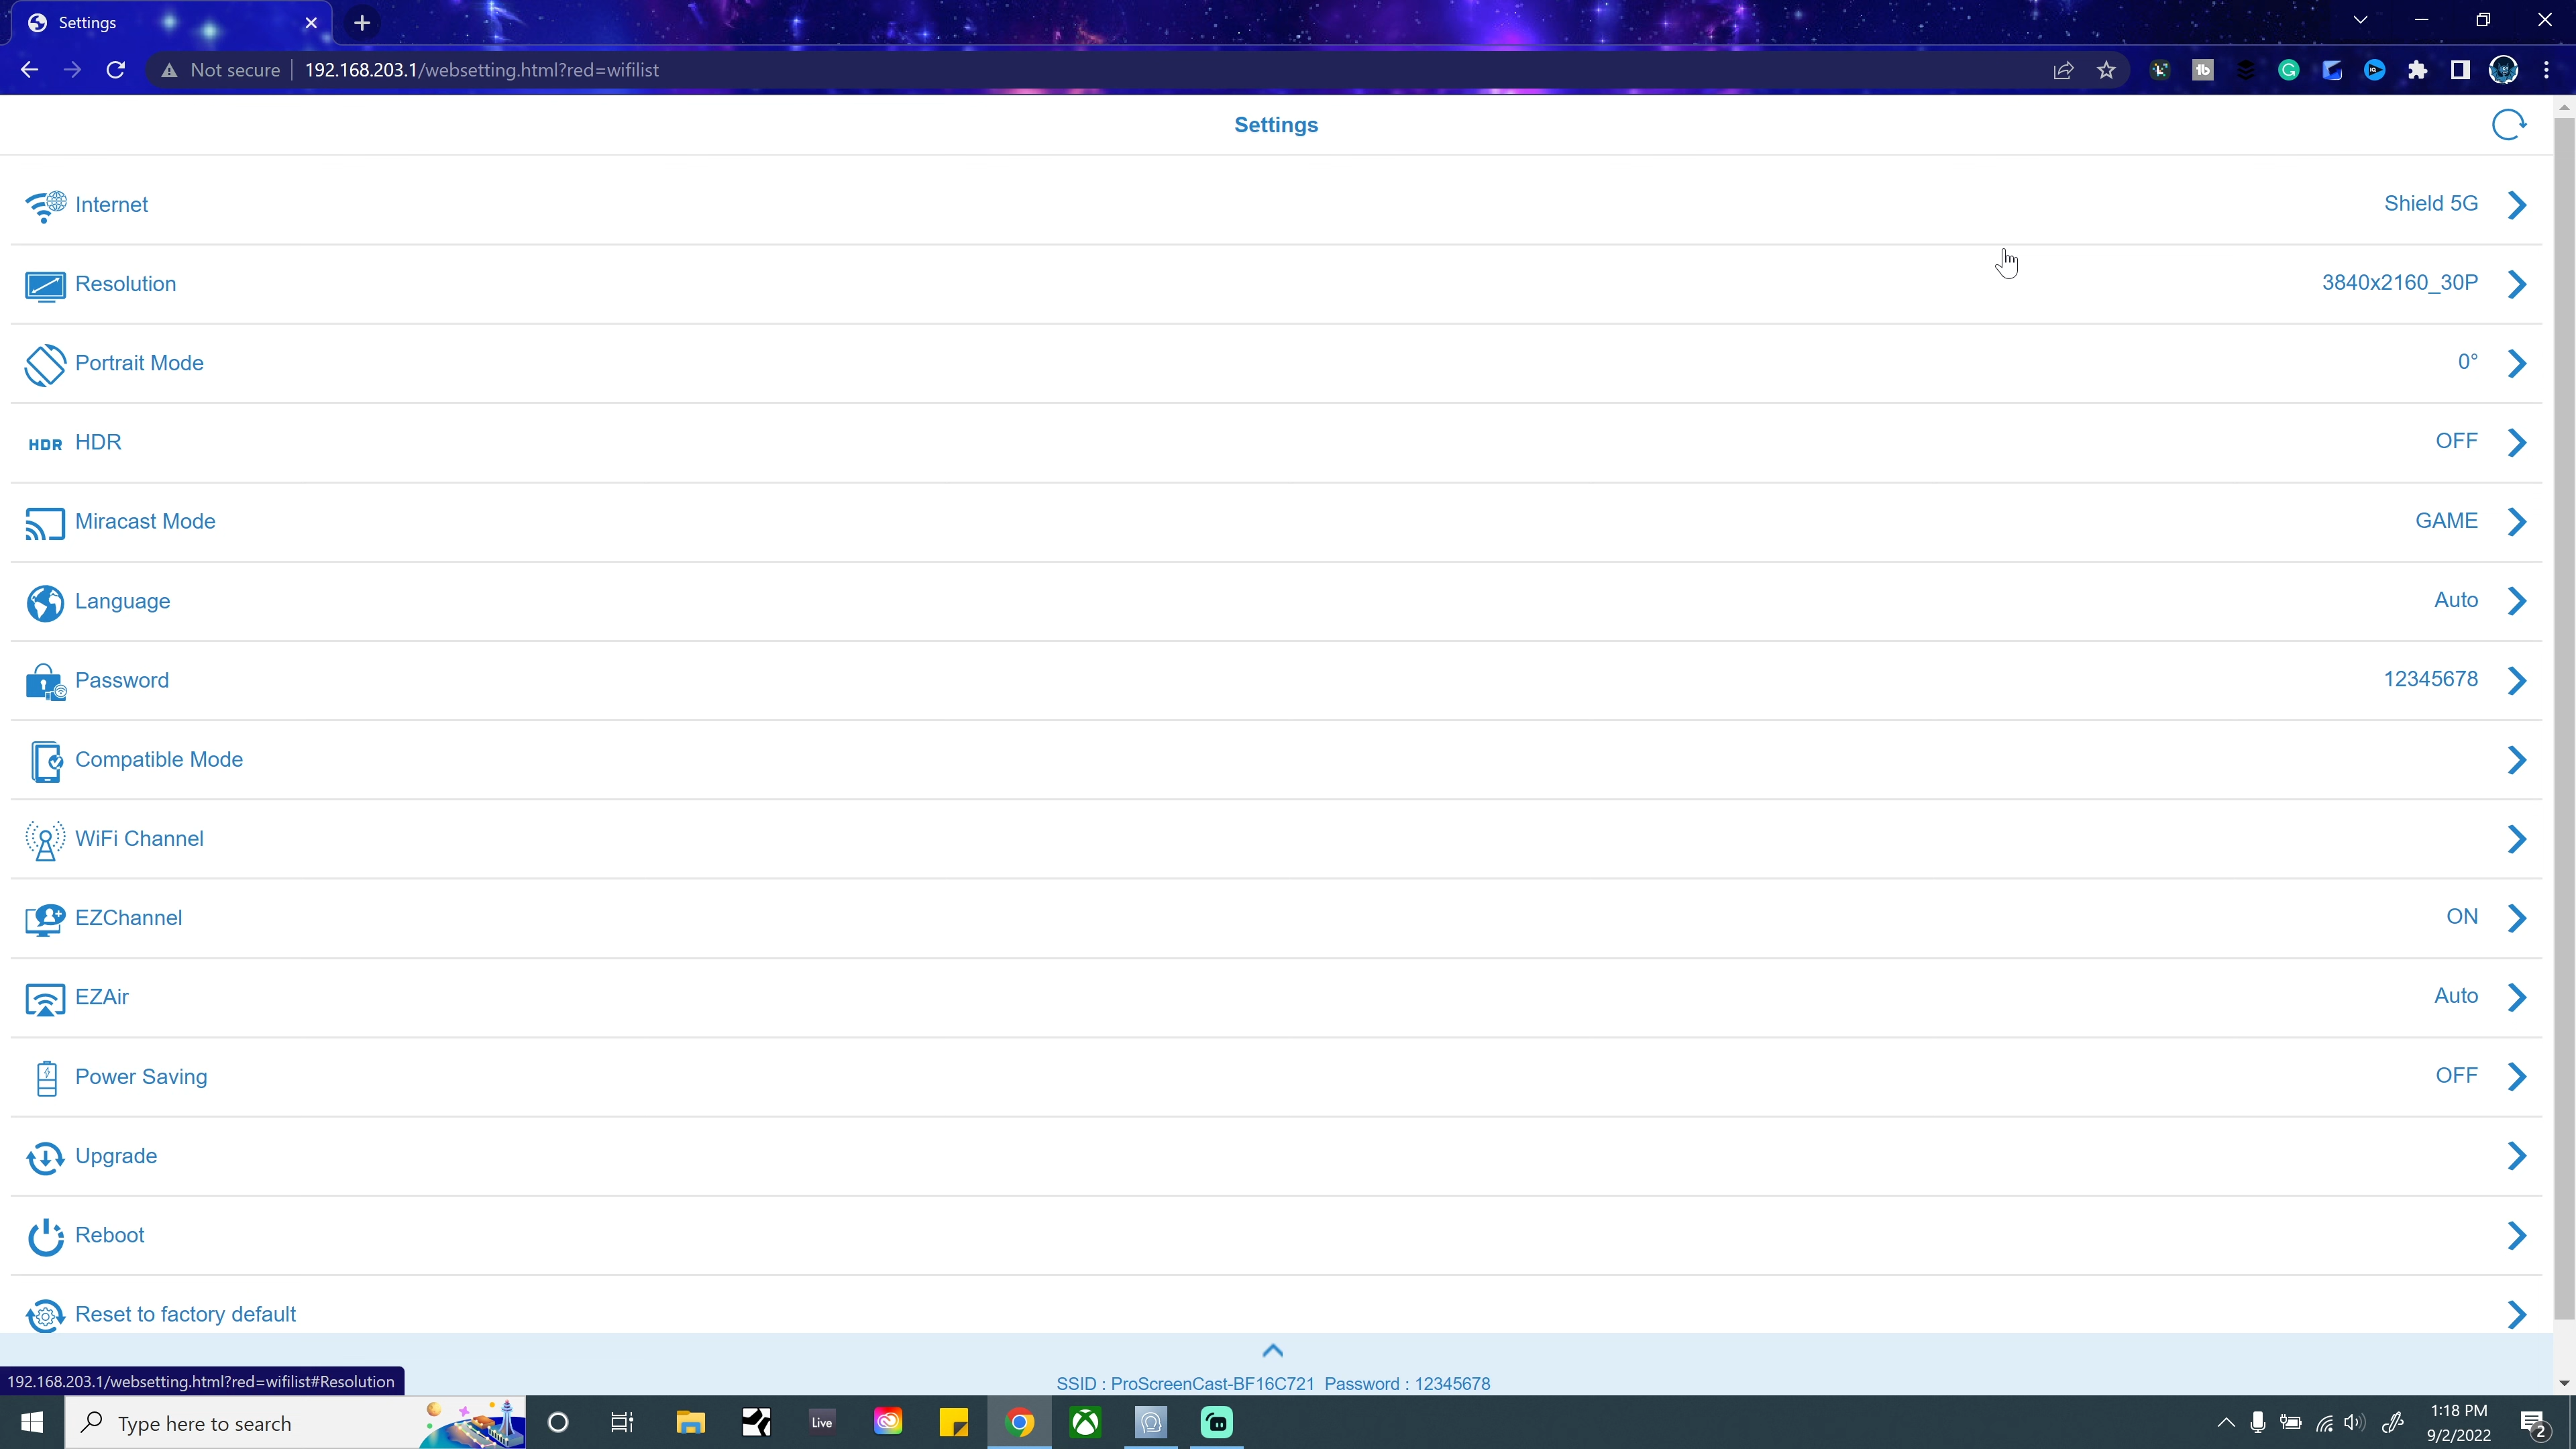 Settings
Not secure
192.168.203.1/websetting.html?red=wifilist
Settings
Internet Shield 5G
Resolution 3840x2160_30P
Portrait Mode 0°
HDR HDR OFF
Miracast Mode GAME
Language Auto
Password 12345678
Compatible Mode
WiFi Channel
EZChannel ON
EZAir Auto
Power Saving OFF
Upgrade
Reboot
Reset to factory default
192.168.203.1/websetting.html?red=wifilist#Resolution
SSID : ProScreenCast-BF16C721 Password : 12345678
Type here to search
Live
1:18 PM
9/2/2022
2